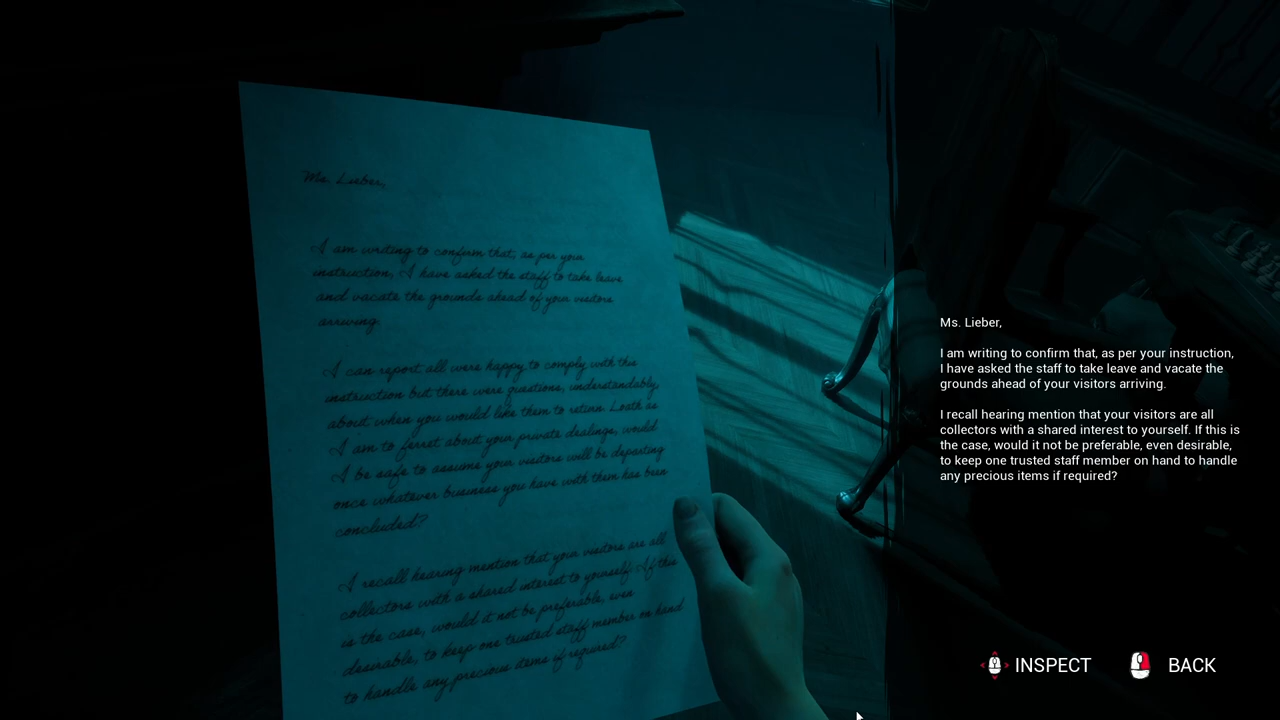 Ms. Lieber,
I am writing to confirm that, as per your
instruction, I have asked the staff to take leave
and vacate the grounds ahead of your visitors
arriving.
I can report all were happy to comply with this
instruction but there were questions, understandably,
about when you would like them to return. Loath as
I am to ferret about your private dealings, would
I be safe to assume your visitors will be departing
once whatever business you have with them has been
concluded?
I recall hearing mention that your visitors are all
collectors with a shared interest to yourself. If this
is the case, would it not be preferable, even
desirable, to keep one trusted staff member on hand
to handle any precious items if required?
Ms. Lieber,
I am writing to confirm that, as per your instruction,
I have asked the staff to take leave and vacate the
grounds ahead of your visitors arriving.
I recall hearing mention that your visitors are all
collectors with a shared interest to yourself. If this is
the case, would it not be preferable, even desirable,
to keep one trusted staff member on hand to handle
any precious items if required?
INSPECT
BACK